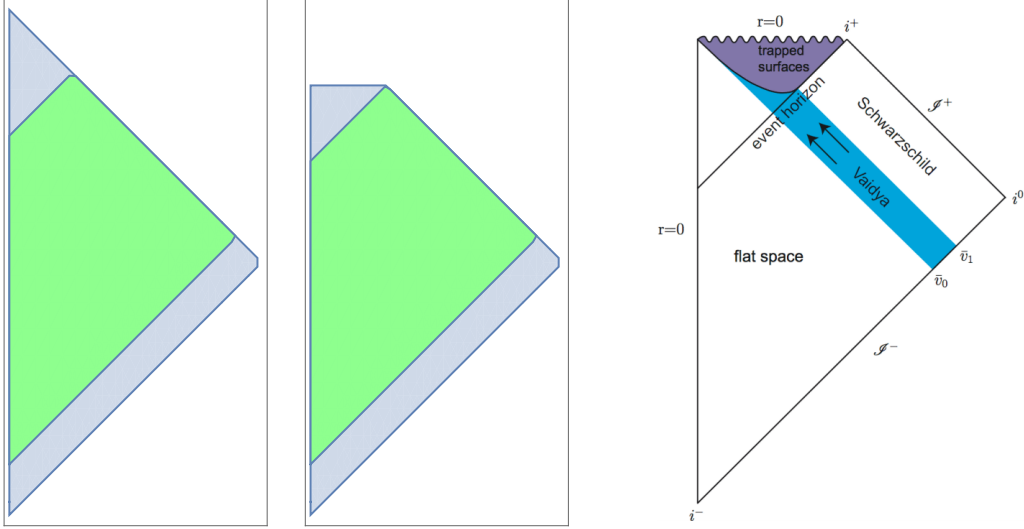 r=0
i⁺
trapped
surfaces
event horizon
𝓘⁺
Schwarzschild
Vaidya
i⁰
r=0
flat space
v̄₁
v̄₀
𝓘⁻
i⁻